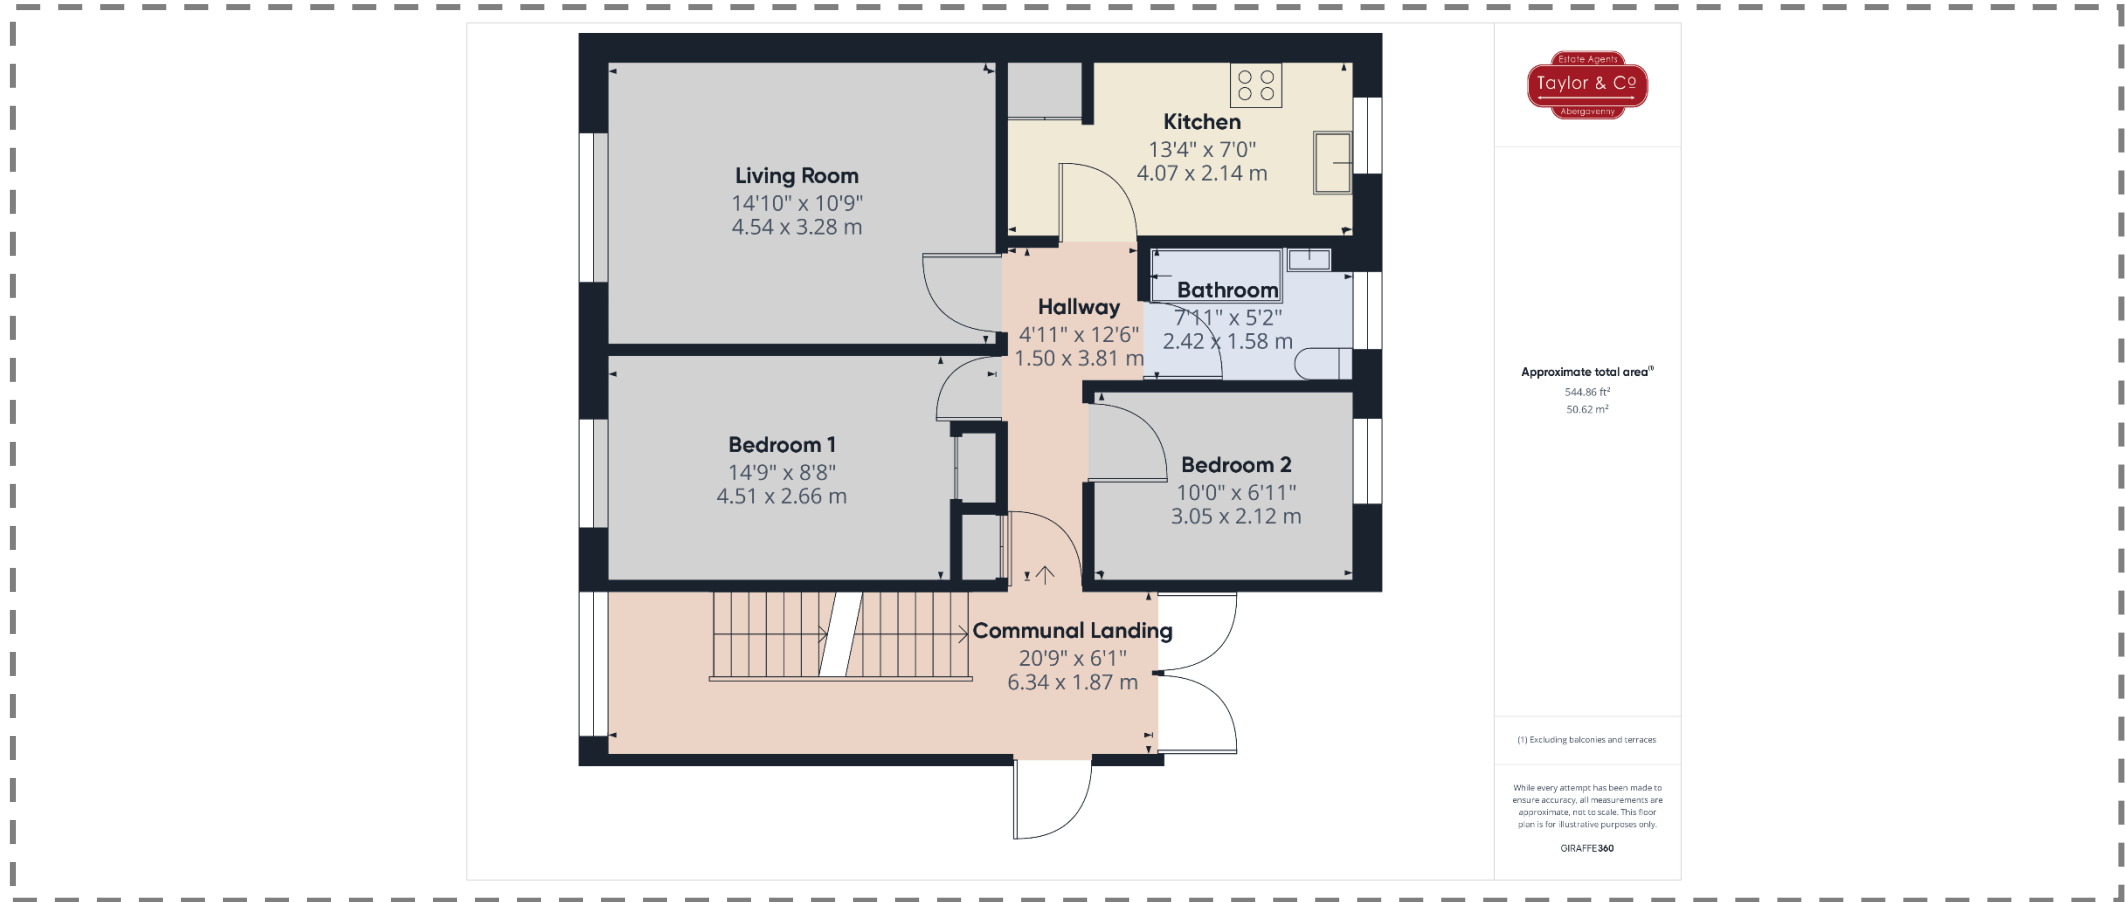 Living Room
14'10" x 10'9"
4.54 x 3.28 m
Kitchen
13'4" x 7'0"
4.07 x 2.14 m
Hallway
4'11" x 12'6"
1.50 x 3.81 m
Bathroom
7'11" x 5'2"
2.42 x 1.58 m
Bedroom 1
14'9" x 8'8"
4.51 x 2.66 m
Bedroom 2
10'0" x 6'11"
3.05 x 2.12 m
Communal Landing
20'9" x 6'1"
6.34 x 1.87 m
Estate Agents
Taylor & Co
Abergavenny
Approximate total area⁽¹⁾
544.86 ft²
50.62 m²
(1) Excluding balconies and terraces
While every attempt has been made to
ensure accuracy, all measurements are
approximate, not to scale. This floor
plan is for illustrative purposes only.
GIRAFFE360